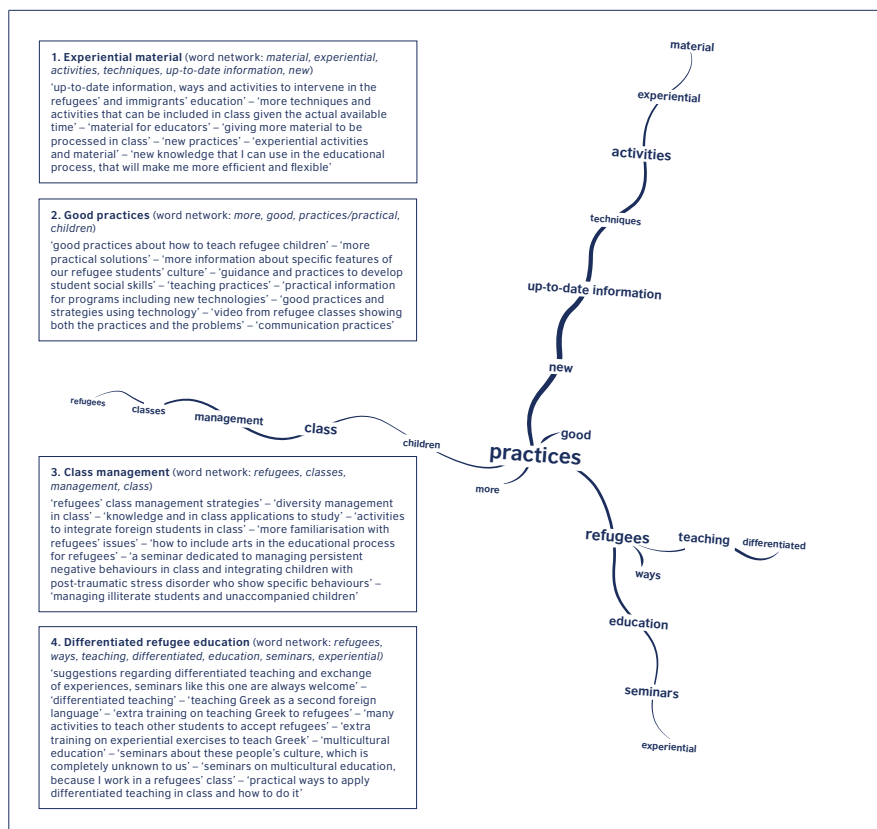 1. Experiential material (word network: material, experiential,
activities, techniques, up-to-date information, new)
‘up-to-date information, ways and activities to intervene in the
refugees’ and immigrants’ education’ – ‘more techniques and
activities that can be included in class given the actual available
time’ – ‘material for educators’ – ‘giving more material to be
processed in class’ – ‘new practices’ – ‘experiential activities
and material’ – ‘new knowledge that I can use in the educational
process, that will make me more efficient and flexible’
2. Good practices (word network: more, good, practices/practical,
children)
‘good practices about how to teach refugee children’ – ‘more
practical solutions’ – ‘more information about specific features of
our refugee students’ culture’ – ‘guidance and practices to develop
student social skills’ – ‘teaching practices’ – ‘practical information
for programs including new technologies’ – ‘good practices and
strategies using technology’ – ‘video from refugee classes showing
both the practices and the problems’ – ‘communication practices’
3. Class management (word network: refugees, classes,
management, class)
‘refugees’ class management strategies’ – ‘diversity management
in class’ – ‘knowledge and in class applications to study’ – ‘activities
to integrate foreign students in class’ – ‘more familiarisation with
refugees’ issues’ – ‘how to include arts in the educational process
for refugees’ – ‘a seminar dedicated to managing persistent
negative behaviours in class and integrating children with
post-traumatic stress disorder who show specific behaviours’ –
‘managing illiterate students and unaccompanied children’
4. Differentiated refugee education (word network: refugees,
ways, teaching, differentiated, education, seminars, experiential)
‘suggestions regarding differentiated teaching and exchange
of experiences, seminars like this one are always welcome’ –
‘differentiated teaching’ – ‘teaching Greek as a second foreign
language’ – ‘extra training on teaching Greek to refugees’ – ‘many
activities to teach other students to accept refugees’ – ‘extra
training on experiential exercises to teach Greek’ – ‘multicultural
education’ – ‘seminars about these people’s culture, which is
completely unknown to us’ – ‘seminars on multicultural education,
because I work in a refugees’ class’ – ‘practical ways to apply
differentiated teaching in class and how to do it’
material
experiential
activities
techniques
up-to-date information
new
good
practices
more
refugees
classes
management
class
children
refugees
teaching
differentiated
ways
education
seminars
experiential